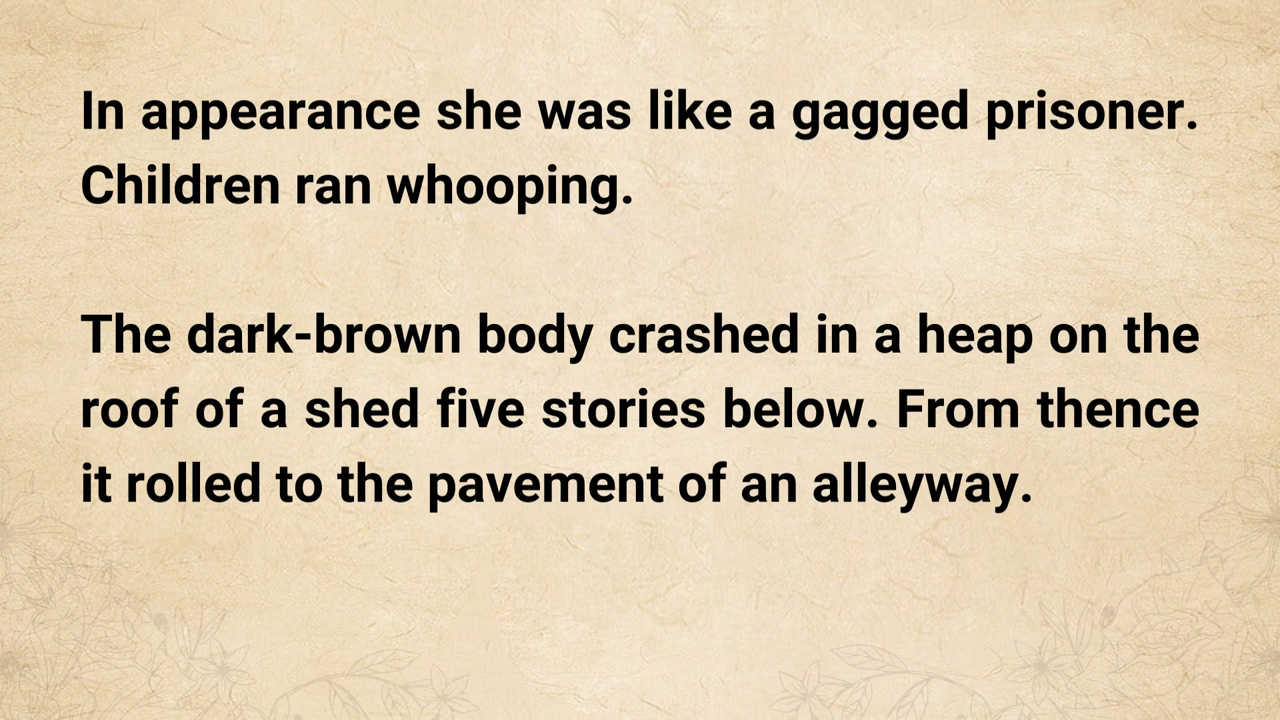 In appearance she was like a gagged prisoner.
Children ran whooping.
The dark-brown body crashed in a heap on the
roof of a shed five stories below. From thence
it rolled to the pavement of an alleyway.